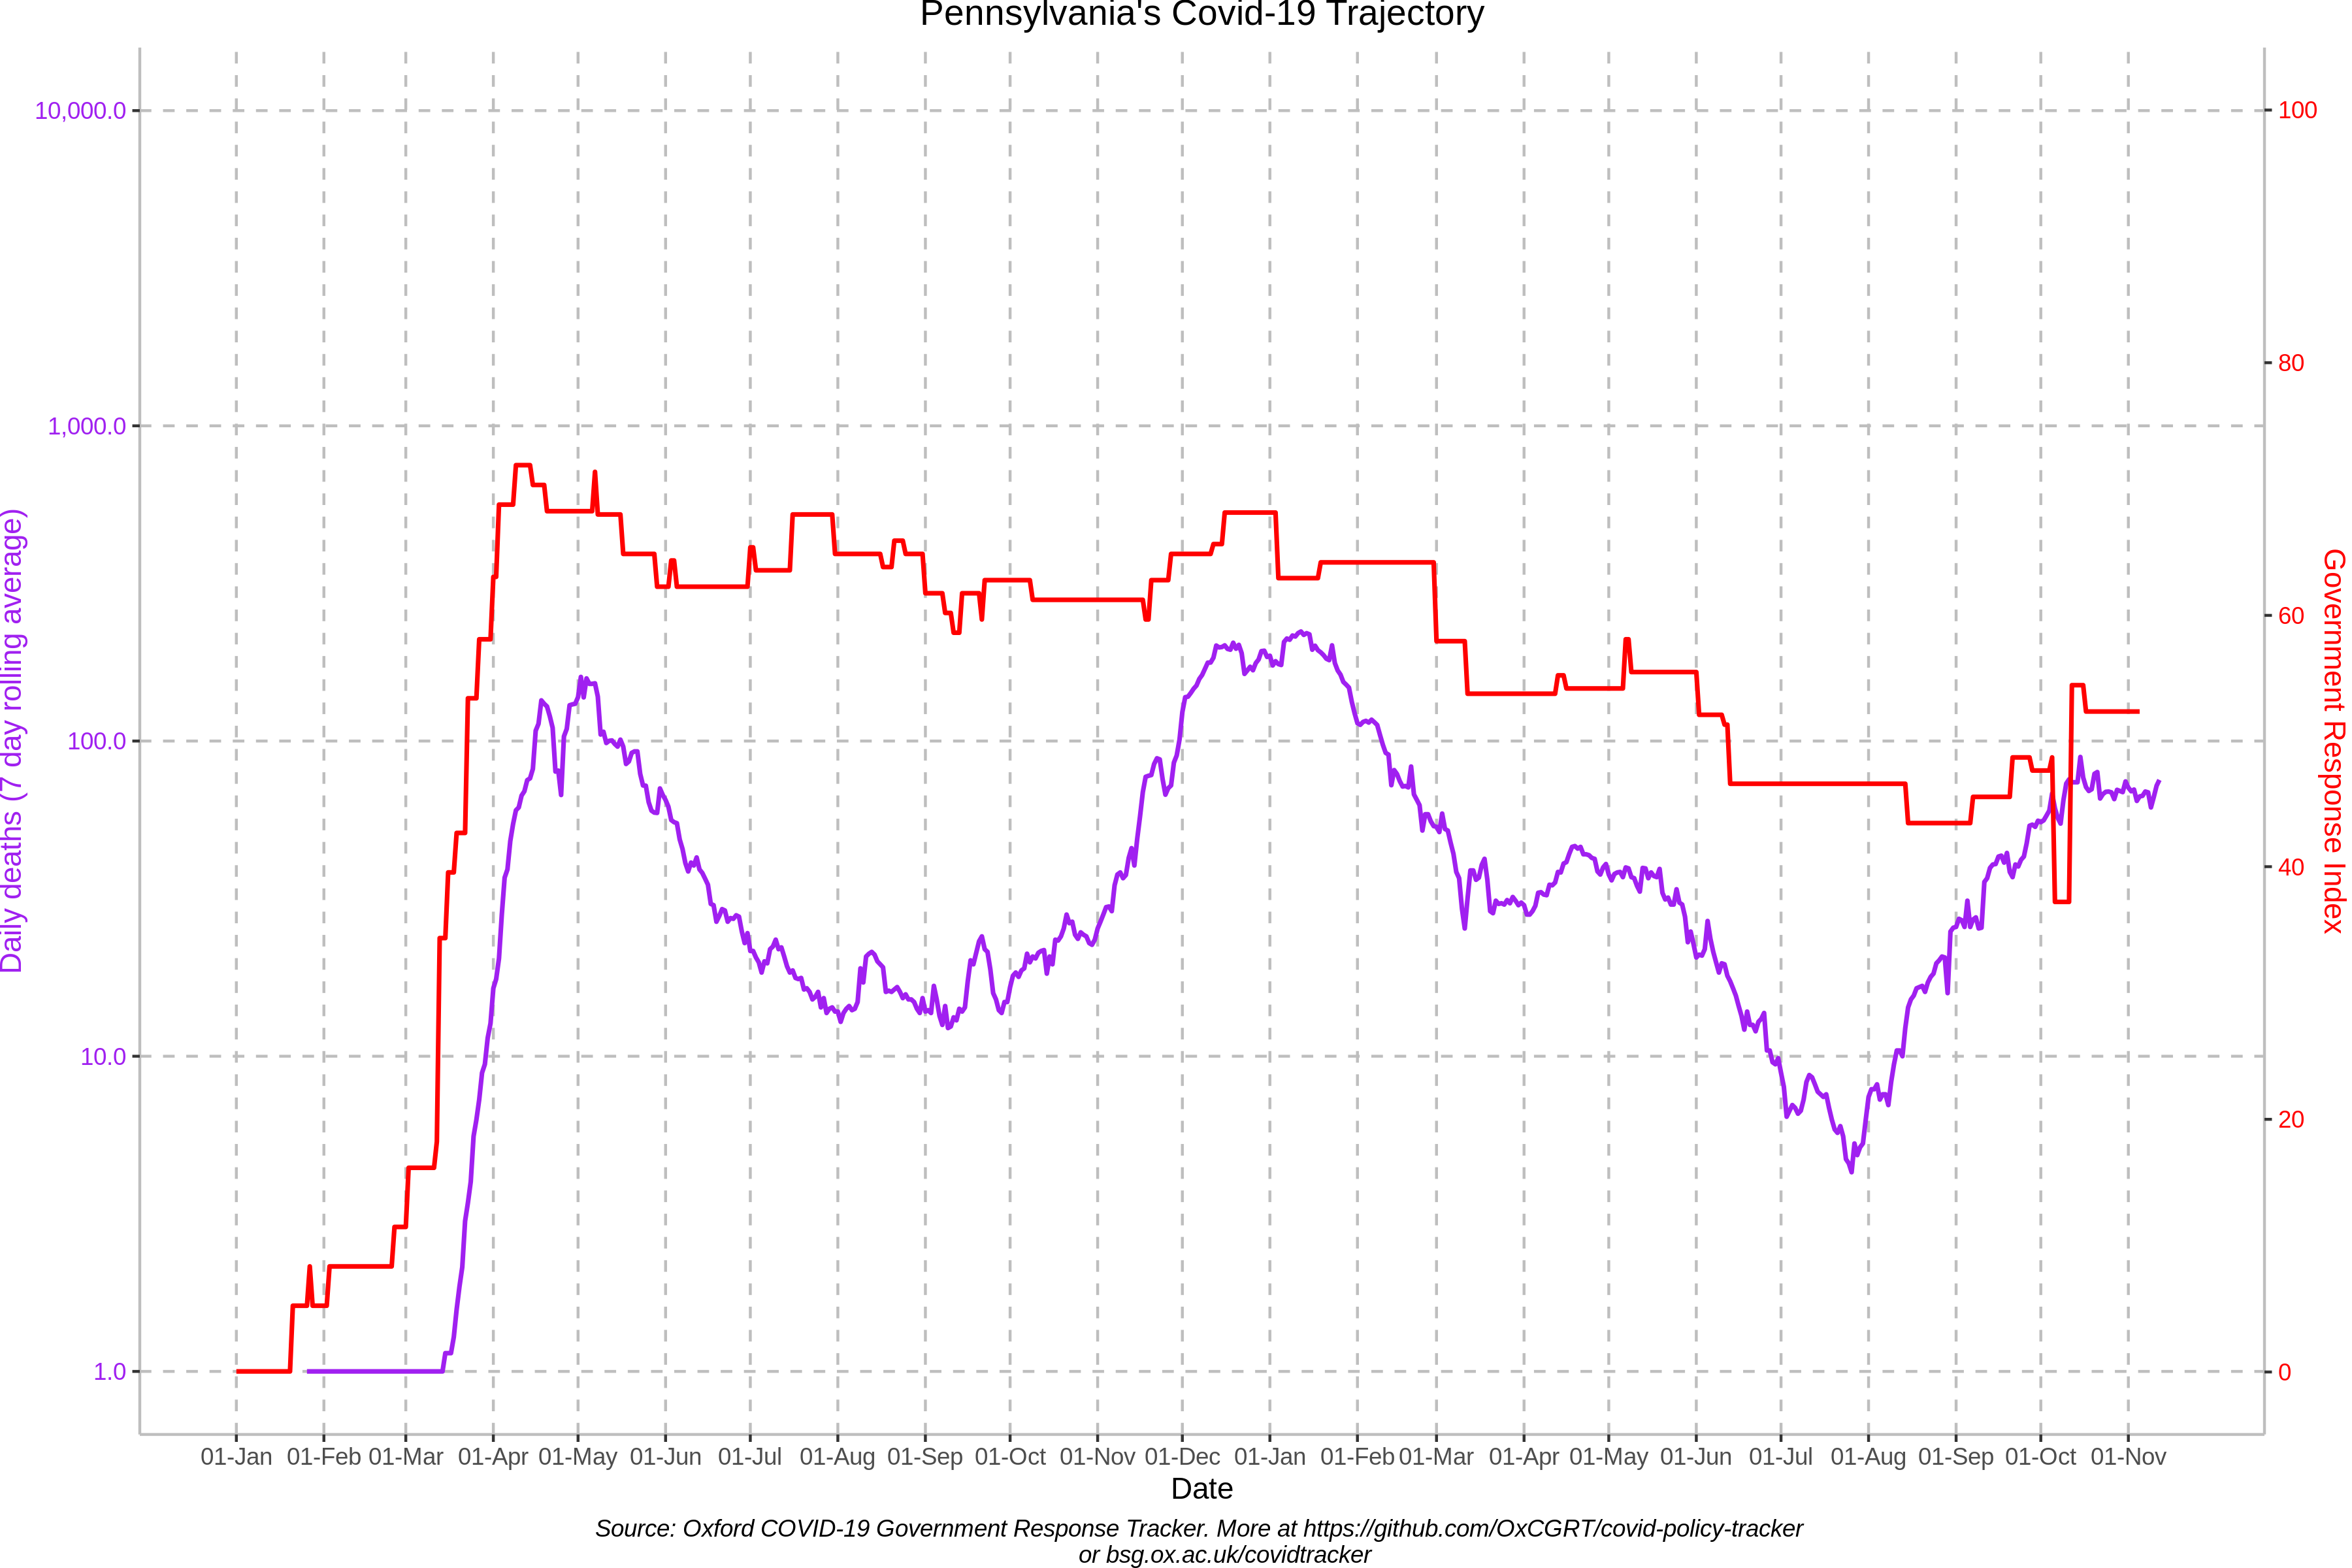 Pennsylvania's Covid-19 Trajectory
10,000.0
1,000.0
100.0
10.0
1.0
Daily deaths (7 day rolling average)
100
80
60
40
20
0
Government Response Index
01-Jan 01-Feb 01-Mar 01-Apr 01-May 01-Jun 01-Jul 01-Aug 01-Sep 01-Oct 01-Nov 01-Dec 01-Jan 01-Feb 01-Mar 01-Apr 01-May 01-Jun 01-Jul 01-Aug 01-Sep 01-Oct 01-Nov
Date
Source: Oxford COVID-19 Government Response Tracker. More at https://github.com/OxCGRT/covid-policy-tracker
or bsg.ox.ac.uk/covidtracker